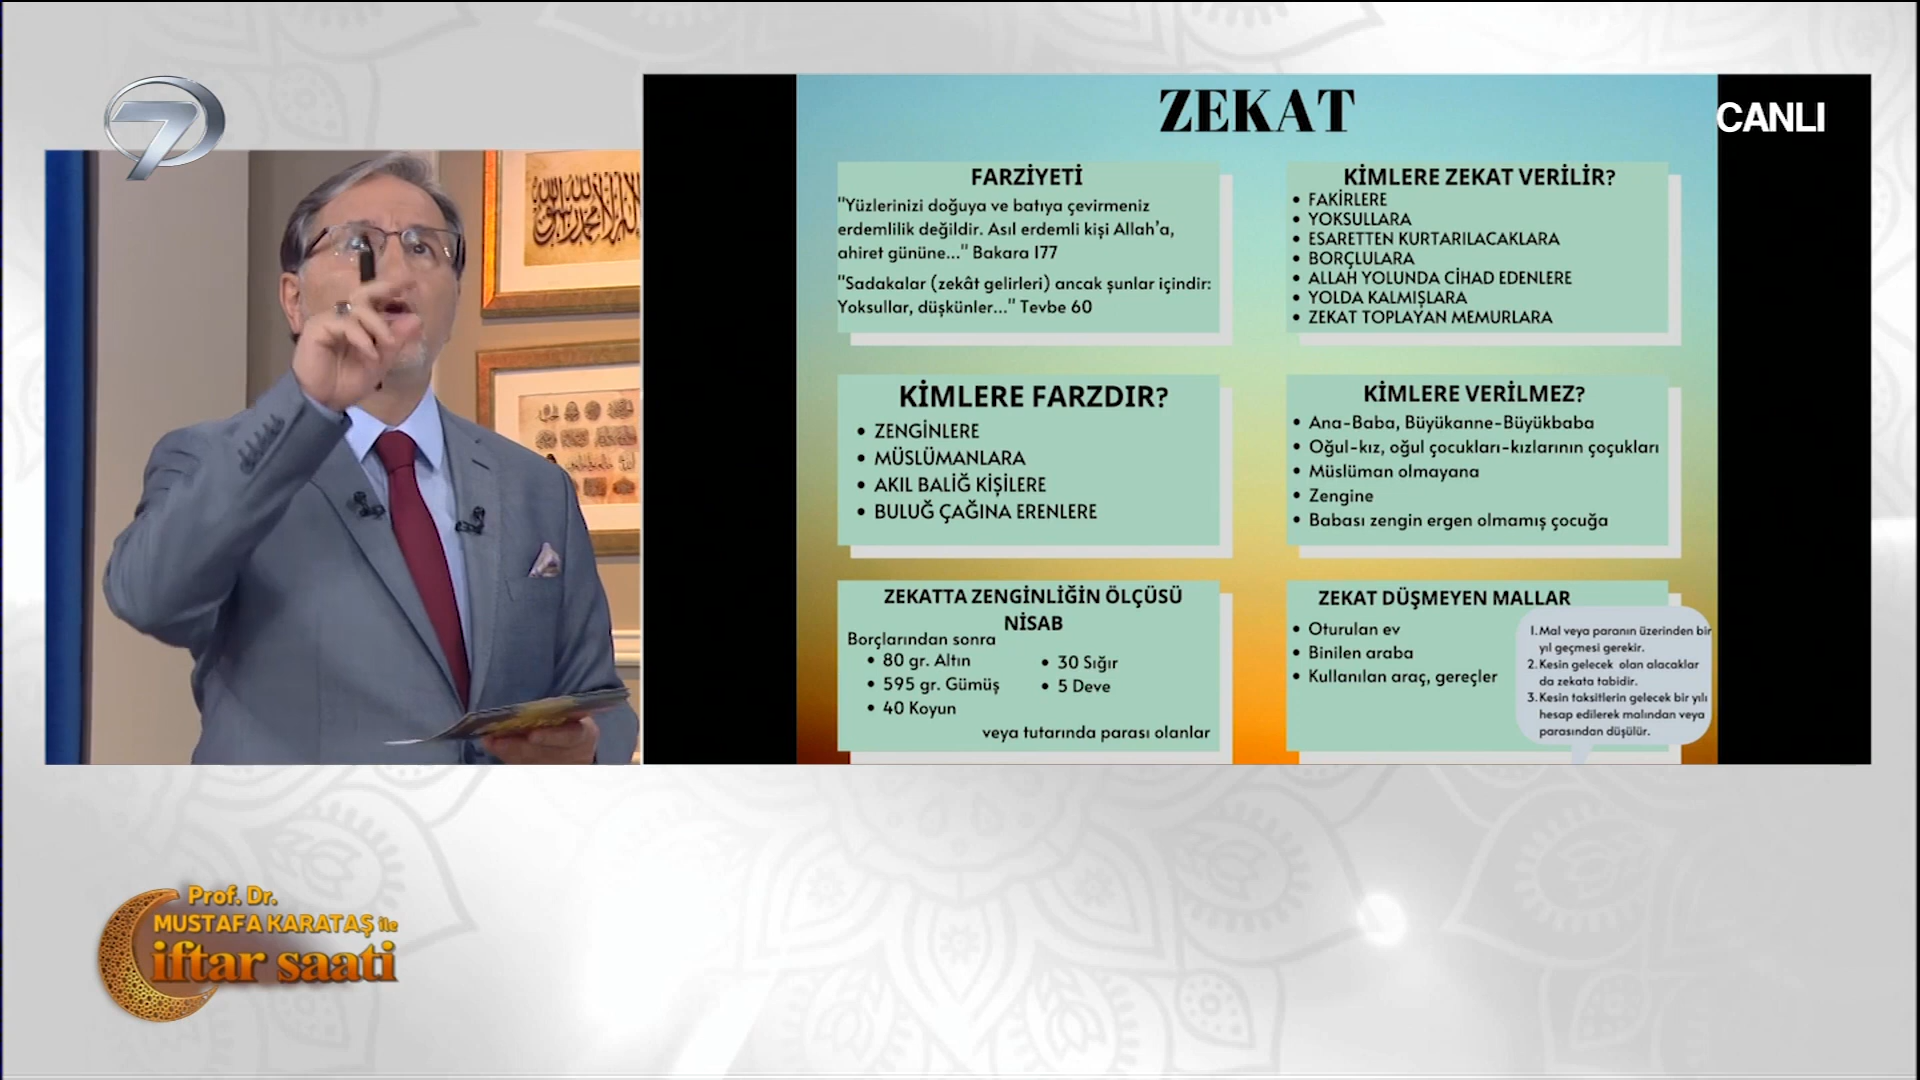 7
CANLI
ZEKAT
FARZİYETİ
"Yüzlerinizi doğuya ve batıya çevirmeniz
erdemlilik değildir. Asıl erdemli kişi Allah'a,
ahiret gününe..." Bakara 177
"Sadakalar (zekât gelirleri) ancak şunlar içindir:
Yoksullar, düşkünler..." Tevbe 60
KİMLERE ZEKAT VERİLİR?
• FAKİRLERE
• YOKSULLARA
• ESARETTEN KURTARILACAKLARA
• BORÇLULARA
• ALLAH YOLUNDA CİHAD EDENLERE
• YOLDA KALMIŞLARA
• ZEKAT TOPLAYAN MEMURLARA
KİMLERE FARZDIR?
• ZENGİNLERE
• MÜSLÜMANLARA
• AKIL BALİĞ KİŞİLERE
• BULUĞ ÇAĞINA ERENLERE
KİMLERE VERİLMEZ?
• Ana-Baba, Büyükanne-Büyükbaba
• Oğul-kız, oğul çocukları-kızlarının çoçukları
• Müslüman olmayana
• Zengine
• Babası zengin ergen olmamış çocuğa
ZEKATTA ZENGİNLİĞİN ÖLÇÜSÜ
NİSAB
Borçlarından sonra
• 80 gr. Altın
• 595 gr. Gümüş
• 40 Koyun
• 30 Sığır
• 5 Deve
veya tutarında parası olanlar
ZEKAT DÜŞMEYEN MALLAR
• Oturulan ev
• Binilen araba
• Kullanılan araç, gereçler
1. Mal veya paranın üzerinden bir
yıl geçmesi gerekir.
2. Kesin gelecek olan alacaklar
da zekata tabidir.
3. Kesin taksitlerin gelecek bir yılı
hesap edilerek malından veya
parasından düşülür.
Prof. Dr.
MUSTAFA KARATAŞ ile
iftar saati